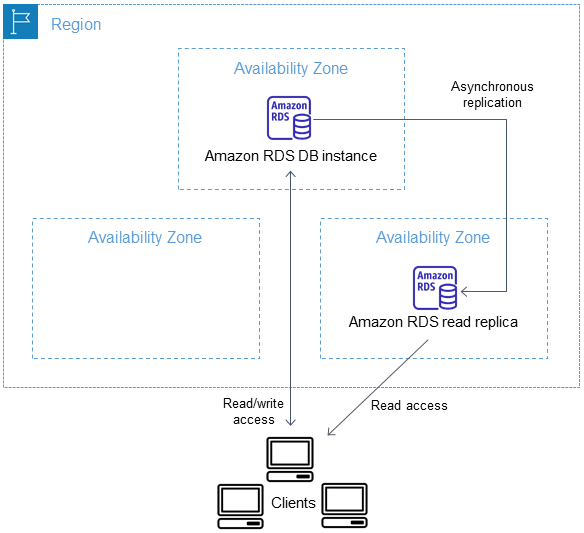 Region
Availability Zone
Amazon
RDS
Amazon RDS DB instance
Asynchronous
replication
Availability Zone
Availability Zone
Amazon
RDS
Amazon RDS read replica
Read/write
access
Read access
Clients